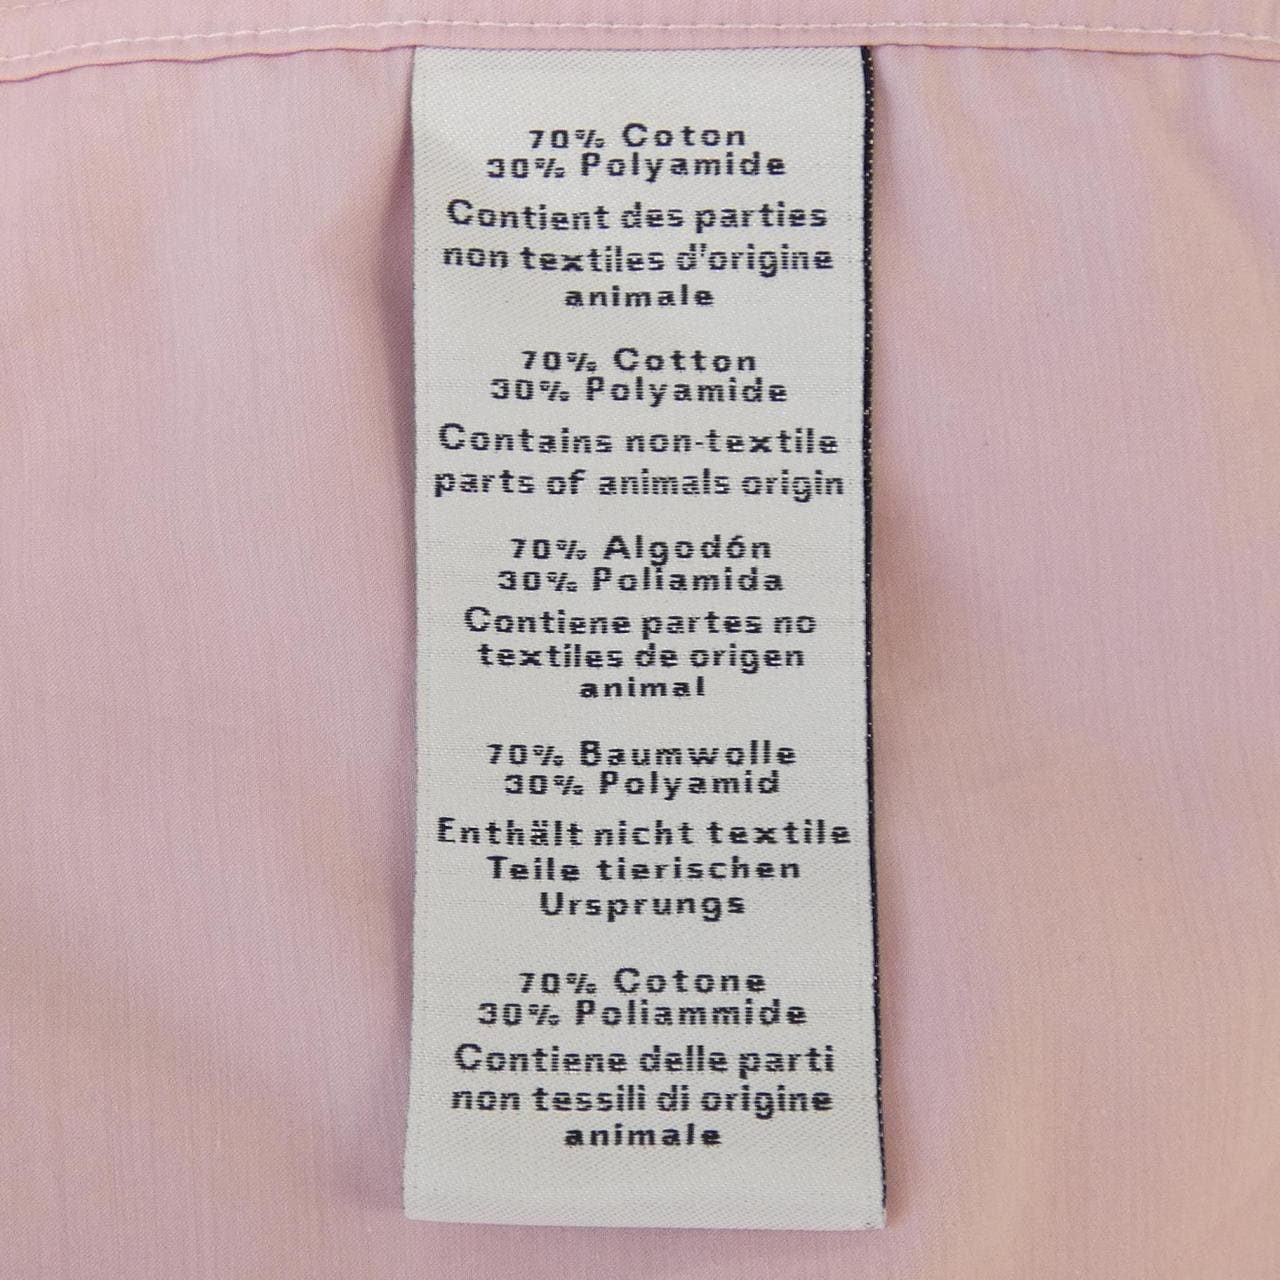 70% Coton
30% Polyamide
Contient des parties
non textiles d'origine
animale
70% Cotton
30% Polyamide
Contains non-textile
parts of animals origin
70% Algodón
30% Poliamida
Contiene partes no
textiles de origen
animal
70% Baumwolle
30% Polyamid
Enthält nicht textile
Teile tierischen
Ursprungs
70% Cotone
30% Poliammide
Contiene delle parti
non tessili di origine
animale